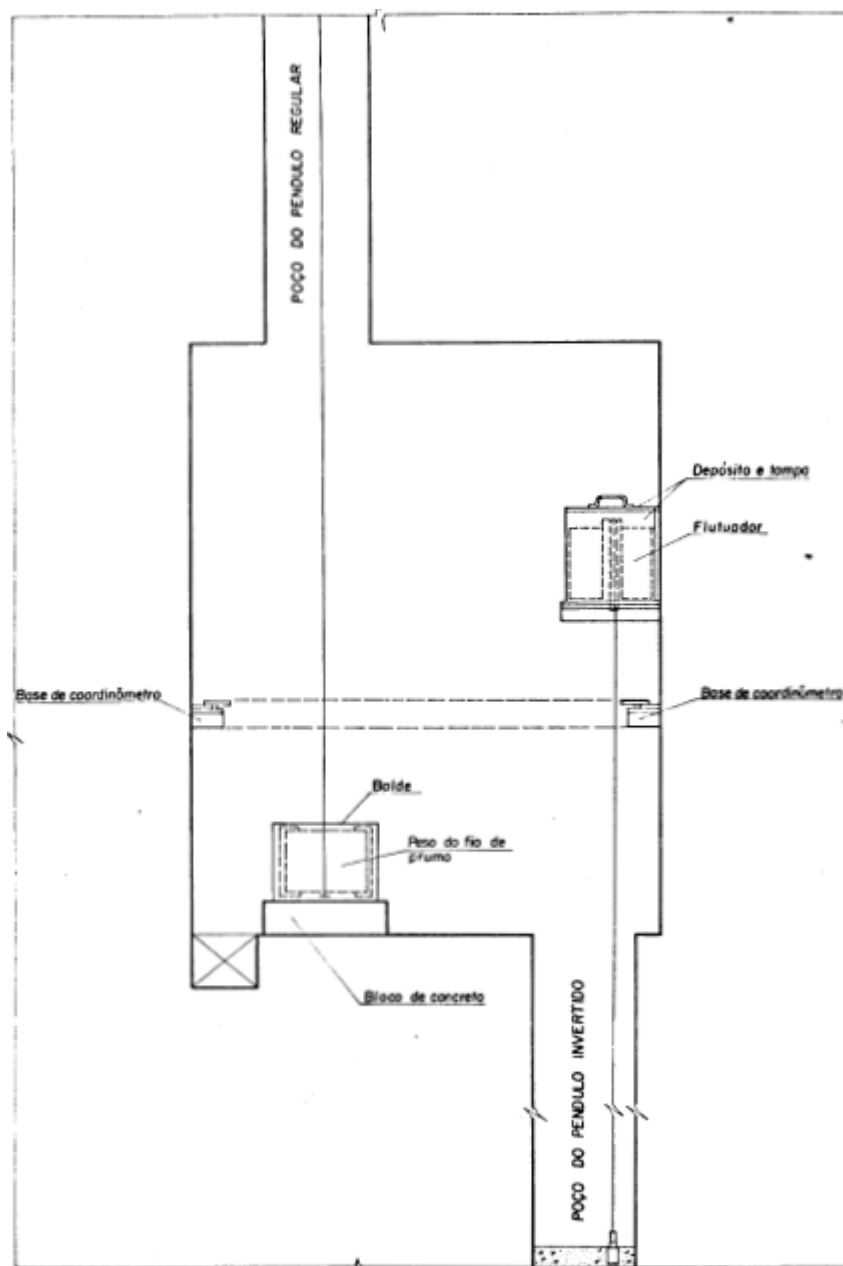 POÇO DO PENDULO REGULAR
Depósito e tampa
Flutuador
Base de coordinômetro
Base de coordinômetro
Balde
Peso do fio de
prumo
Bloco de concreto
POÇO DO PENDULO INVERTIDO